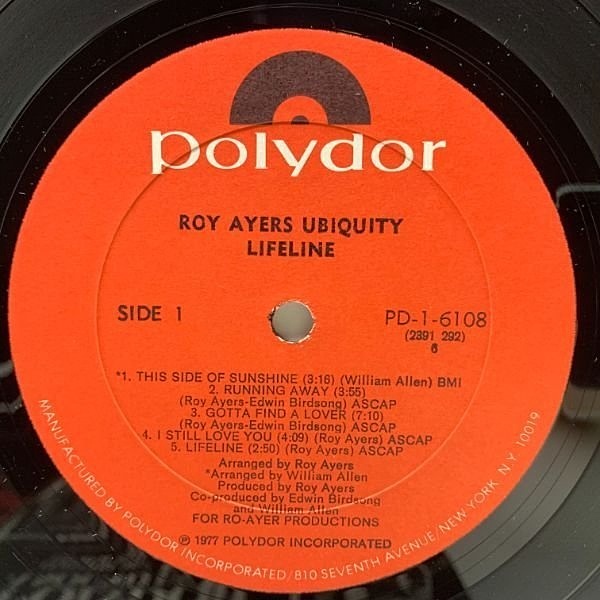 polydor
ROY AYERS UBIQUITY
LIFELINE
SIDE 1
PD-1-6108
(2391 292)
6
*1. THIS SIDE OF SUNSHINE (3:16) (William Allen) BMI
2. RUNNING AWAY (3:55)
(Roy Ayers-Edwin Birdsong) ASCAP
3. GOTTA FIND A LOVER (7:10)
(Roy Ayers-Edwin Birdsong) ASCAP
4. I STILL LOVE YOU (4:09) (Roy Ayers) ASCAP
5. LIFELINE (2:50) (Roy Ayers) ASCAP
Arranged by Roy Ayers
*Arranged by William Allen
Produced by Roy Ayers
Co-produced by Edwin Birdsong
and William Allen
FOR RO-AYER PRODUCTIONS
℗ 1977 POLYDOR INCORPORATED
MANUFACTURED BY POLYDOR INCORPORATED/810 SEVENTH AVENUE/NEW YORK, N.Y. 10019